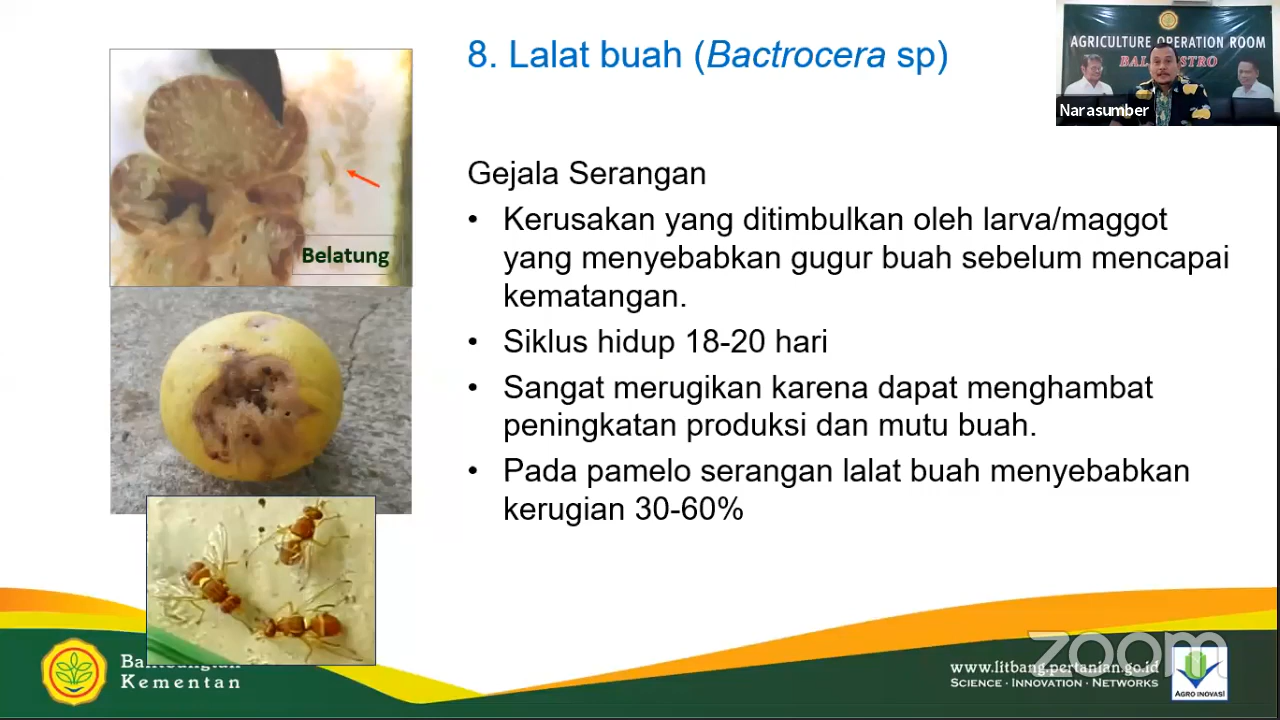 8. Lalat buah (Bactrocera sp)
AGRICULTURE OPERATION ROOM
Narasumber
Gejala Serangan
• Kerusakan yang ditimbulkan oleh larva/maggot
yang menyebabkan gugur buah sebelum mencapai
kematangan.
• Siklus hidup 18-20 hari
• Sangat merugikan karena dapat menghambat
peningkatan produksi dan mutu buah.
• Pada pamelo serangan lalat buah menyebabkan
kerugian 30-60%
Belatung
Kementan
zoom
www.litbang.pertanian.go.id
SCIENCE · INNOVATION · NETWORKS
AGRO INOVASI